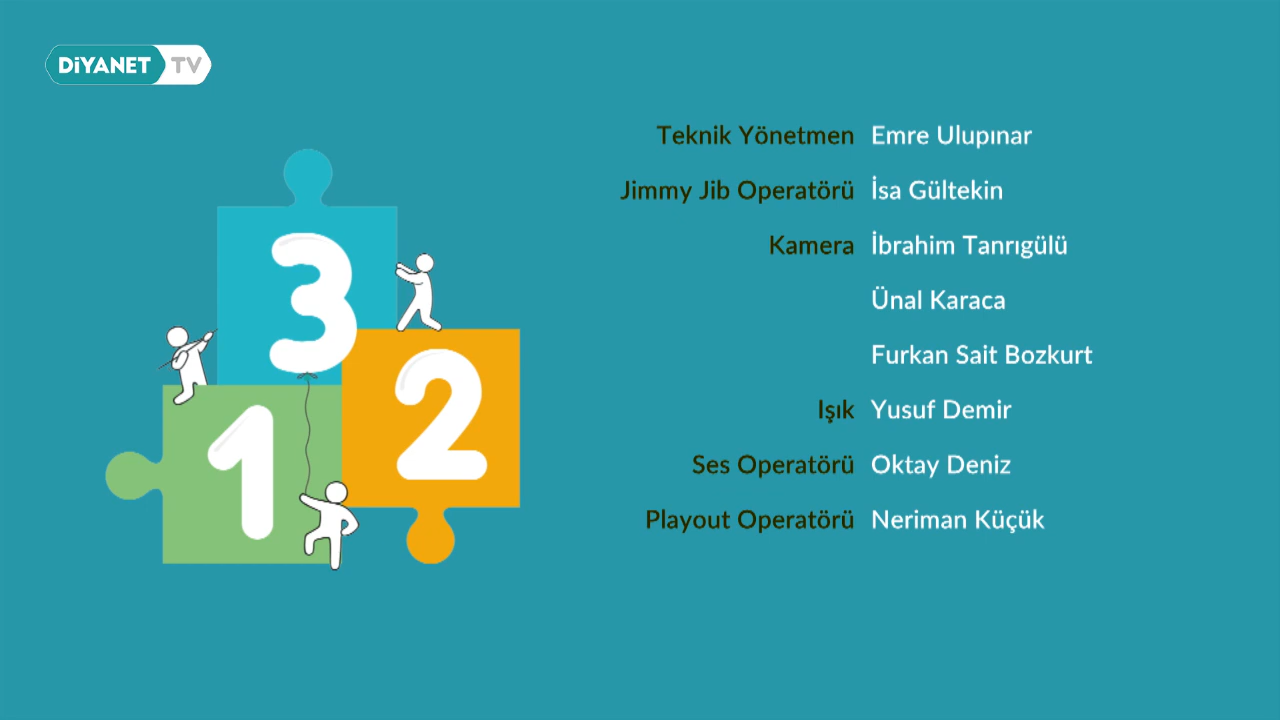 DİYANET TV
Teknik Yönetmen Emre Ulupınar
Jimmy Jib Operatörü İsa Gültekin
Kamera İbrahim Tanrıgülü
Ünal Karaca
Furkan Sait Bozkurt
Işık Yusuf Demir
Ses Operatörü Oktay Deniz
Playout Operatörü Neriman Küçük
3
2
1